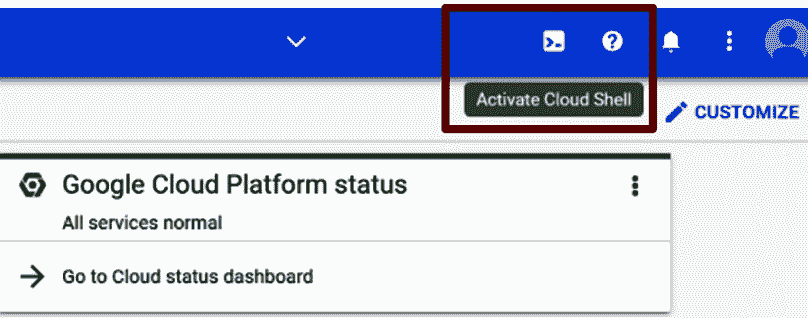 Activate Cloud Shell
CUSTOMIZE
Google Cloud Platform status
All services normal
Go to Cloud status dashboard